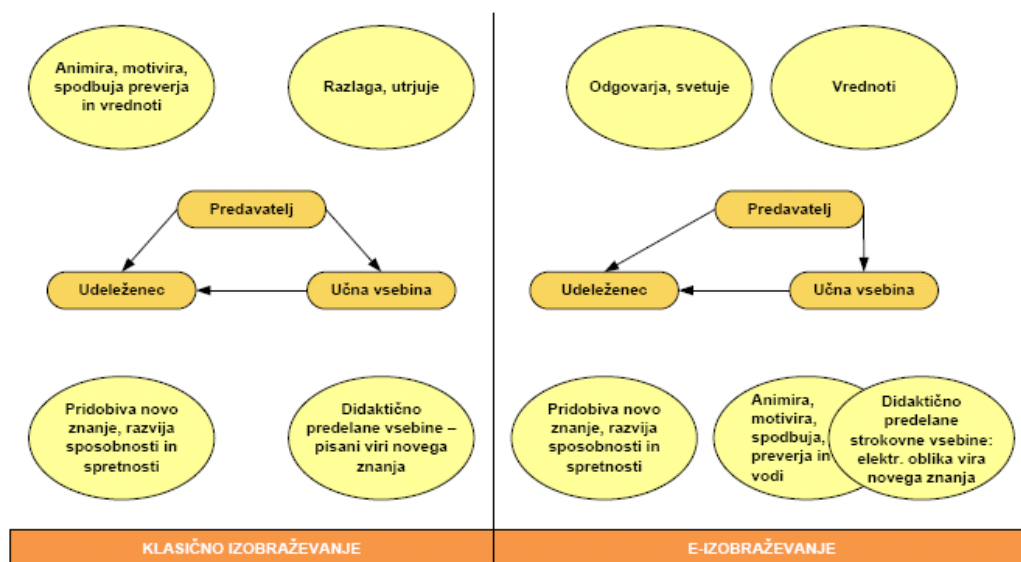 Animira, motivira,
spodbuja preverja
in vrednoti
Razlaga, utrjuje
Predavatelj
Udeleženec
Učna vsebina
Pridobiva novo
znanje, razvija
sposobnosti in
spretnosti
Didaktično
predelane vsebine –
pisani viri novega
znanja
KLASIČNO IZOBRAŽEVANJE
Odgovarja, svetuje
Vrednoti
Predavatelj
Udeleženec
Učna vsebina
Pridobiva novo
znanje, razvija
sposobnosti in
spretnosti
Animira,
motivira,
spodbuja,
preverja in
vodi
Didaktično
predelane
strokovne vsebine:
elektr. oblika vira
novega znanja
E-IZOBRAŽEVANJE